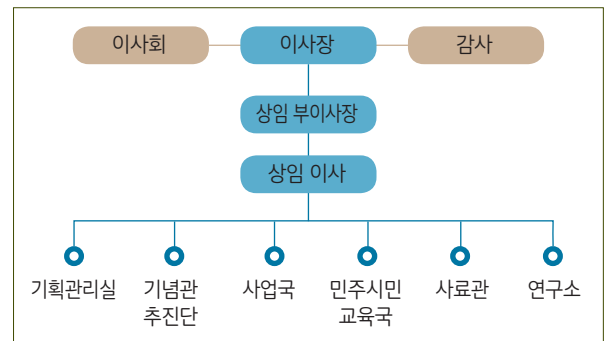 이사회 이사장 감사
상임 부이사장
상임 이사
기획관리실 기념관 추진단 사업국 민주시민 교육국 사료관 연구소